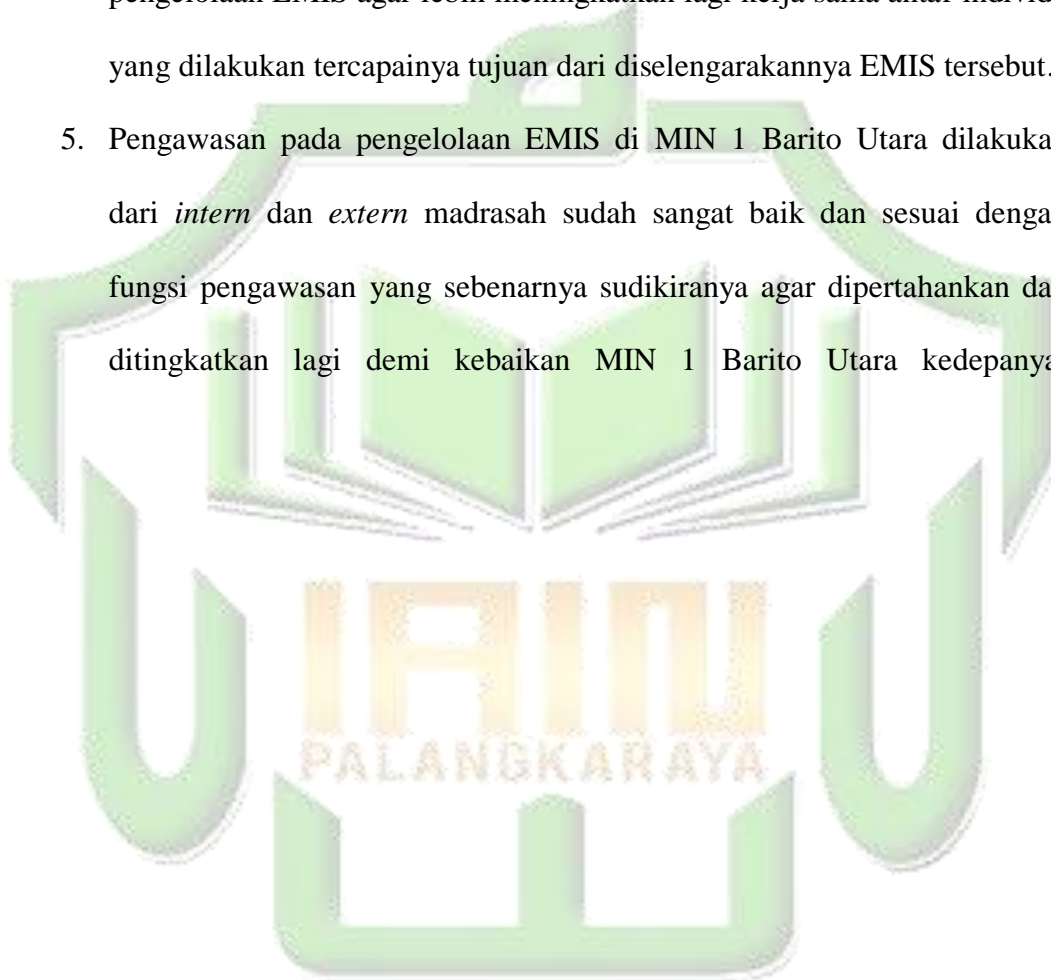 pengelolaan EMIS agar lebih meningkatkan lagi kerja sama antar individ
yang dilakukan tercapainya tujuan dari diselengarakannya EMIS tersebut.
5. Pengawasan pada pengelolaan EMIS di MIN 1 Barito Utara dilakuka
dari intern dan extern madrasah sudah sangat baik dan sesuai denga
fungsi pengawasan yang sebenarnya sudikiranya agar dipertahankan da
ditingkatkan lagi demi kebaikan MIN 1 Barito Utara kedepanya
IAIN
PALANGKARAYA